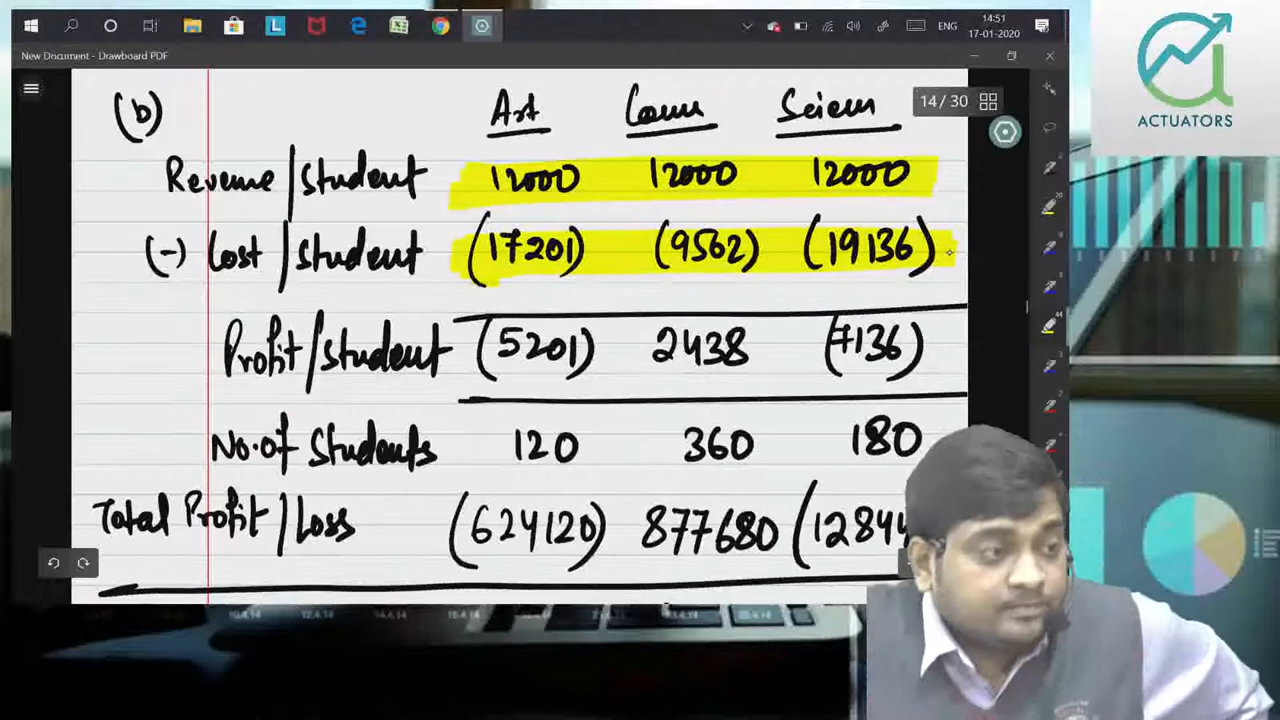 14:51
ENG
17-01-2020
New Document - Drawboard PDF
ACTUATORS
14 / 30
(b) Art Comm Science
Revenue/Student 12000 12000 12000
(-) Cost/Student (17201) (9562) (19136)
Profit/Student (5201) 2438 (7136)
No. of Students 120 360 180
Total Profit/Loss (624120) 877680 (12844